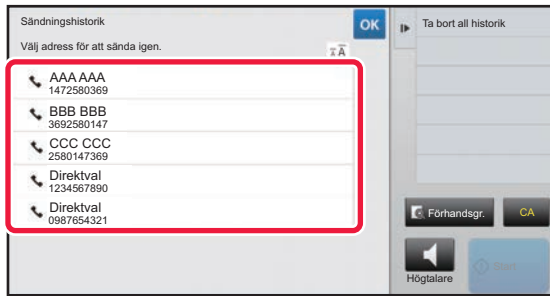 Sändningshistorik
OK
Ta bort all historik
Välj adress för att sända igen.
AAA AAA
1472580369
BBB BBB
3692580147
CCC CCC
2580147369
Direktval
1234567890
Direktval
0987654321
Förhandsgr.
CA
Högtalare
Start